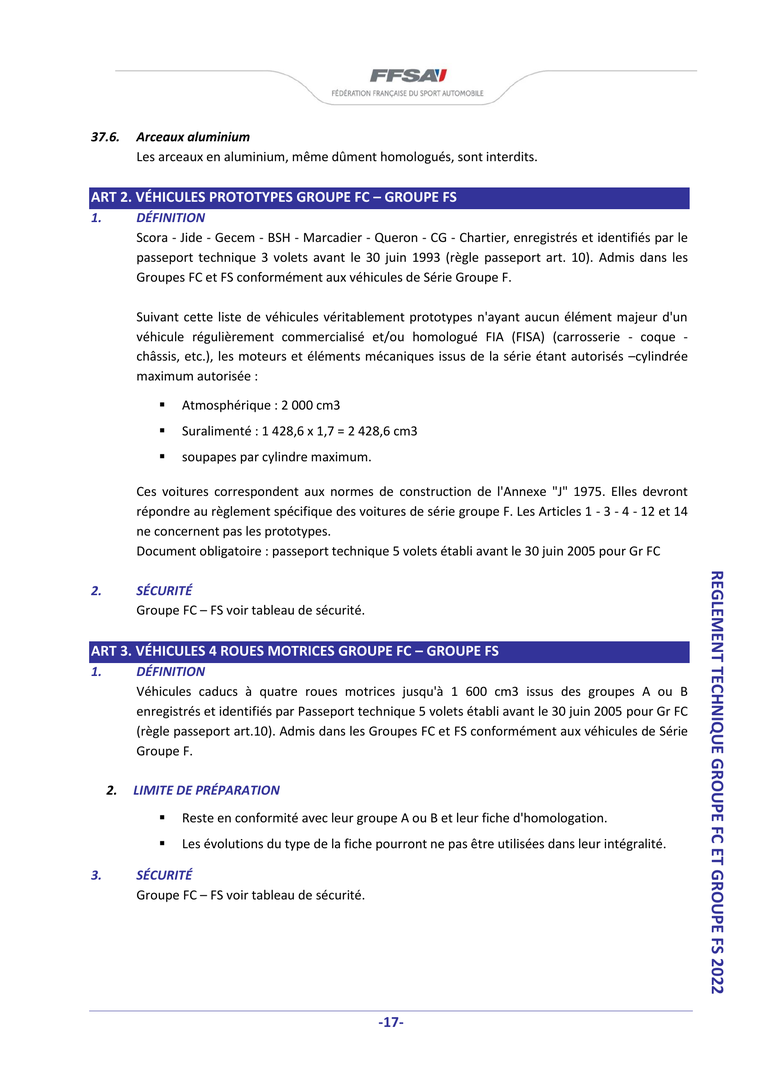 FFSA
FÉDÉRATION FRANÇAISE DU SPORT AUTOMOBILE
37.6. Arceaux aluminium
Les arceaux en aluminium, même dûment homologués, sont interdits.
ART 2. VÉHICULES PROTOTYPES GROUPE FC – GROUPE FS
1. DÉFINITION
Scora - Jide - Gecem - BSH - Marcadier - Queron - CG - Chartier, enregistrés et identifiés par le
passeport technique 3 volets avant le 30 juin 1993 (règle passeport art. 10). Admis dans les
Groupes FC et FS conformément aux véhicules de Série Groupe F.
Suivant cette liste de véhicules véritablement prototypes n'ayant aucun élément majeur d'un
véhicule régulièrement commercialisé et/ou homologué FIA (FISA) (carrosserie - coque -
châssis, etc.), les moteurs et éléments mécaniques issus de la série étant autorisés –cylindrée
maximum autorisée :
▪ Atmosphérique : 2 000 cm3
▪ Suralimenté : 1 428,6 x 1,7 = 2 428,6 cm3
▪ soupapes par cylindre maximum.
Ces voitures correspondent aux normes de construction de l'Annexe "J" 1975. Elles devront
répondre au règlement spécifique des voitures de série groupe F. Les Articles 1 - 3 - 4 - 12 et 14
ne concernent pas les prototypes.
Document obligatoire : passeport technique 5 volets établi avant le 30 juin 2005 pour Gr FC
2. SÉCURITÉ
Groupe FC – FS voir tableau de sécurité.
ART 3. VÉHICULES 4 ROUES MOTRICES GROUPE FC – GROUPE FS
1. DÉFINITION
Véhicules caducs à quatre roues motrices jusqu'à 1 600 cm3 issus des groupes A ou B
enregistrés et identifiés par Passeport technique 5 volets établi avant le 30 juin 2005 pour Gr FC
(règle passeport art.10). Admis dans les Groupes FC et FS conformément aux véhicules de Série
Groupe F.
2. LIMITE DE PRÉPARATION
▪ Reste en conformité avec leur groupe A ou B et leur fiche d'homologation.
▪ Les évolutions du type de la fiche pourront ne pas être utilisées dans leur intégralité.
3. SÉCURITÉ
Groupe FC – FS voir tableau de sécurité.
REGLEMENT TECHNIQUE GROUPE FC ET GROUPE FS 2022
-17-